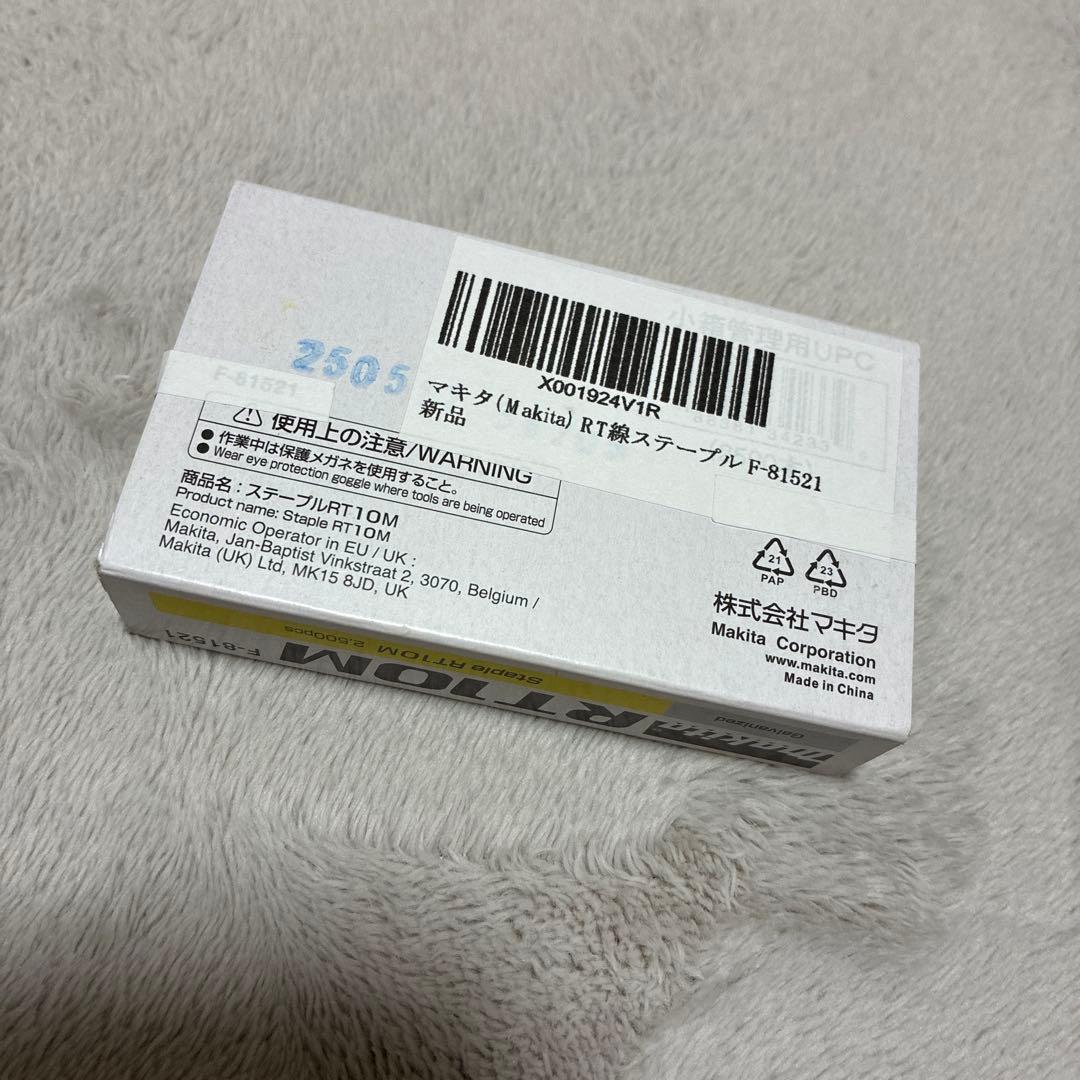 小箱管理用UPC
X001924V1R
マキタ(Makita) RT線ステープル F-81521
新品
2505
F-81521
使用上の注意/WARNING
● 作業中は保護メガネを使用すること。
● Wear eye protection goggle where tools are being operated
商品名：ステープルRT10M
Product name: Staple RT10M
Economic Operator in EU / UK :
Makita, Jan-Baptist Vinkstraat 2, 3070, Belgium /
Makita (UK) Ltd, MK15 8JD, UK
21
PAP
23
PBD
株式会社マキタ
Makita Corporation
www.makita.com
Made in China
makita RT10M F-81521
Staple RT10M 2,500pcs
Galvanized